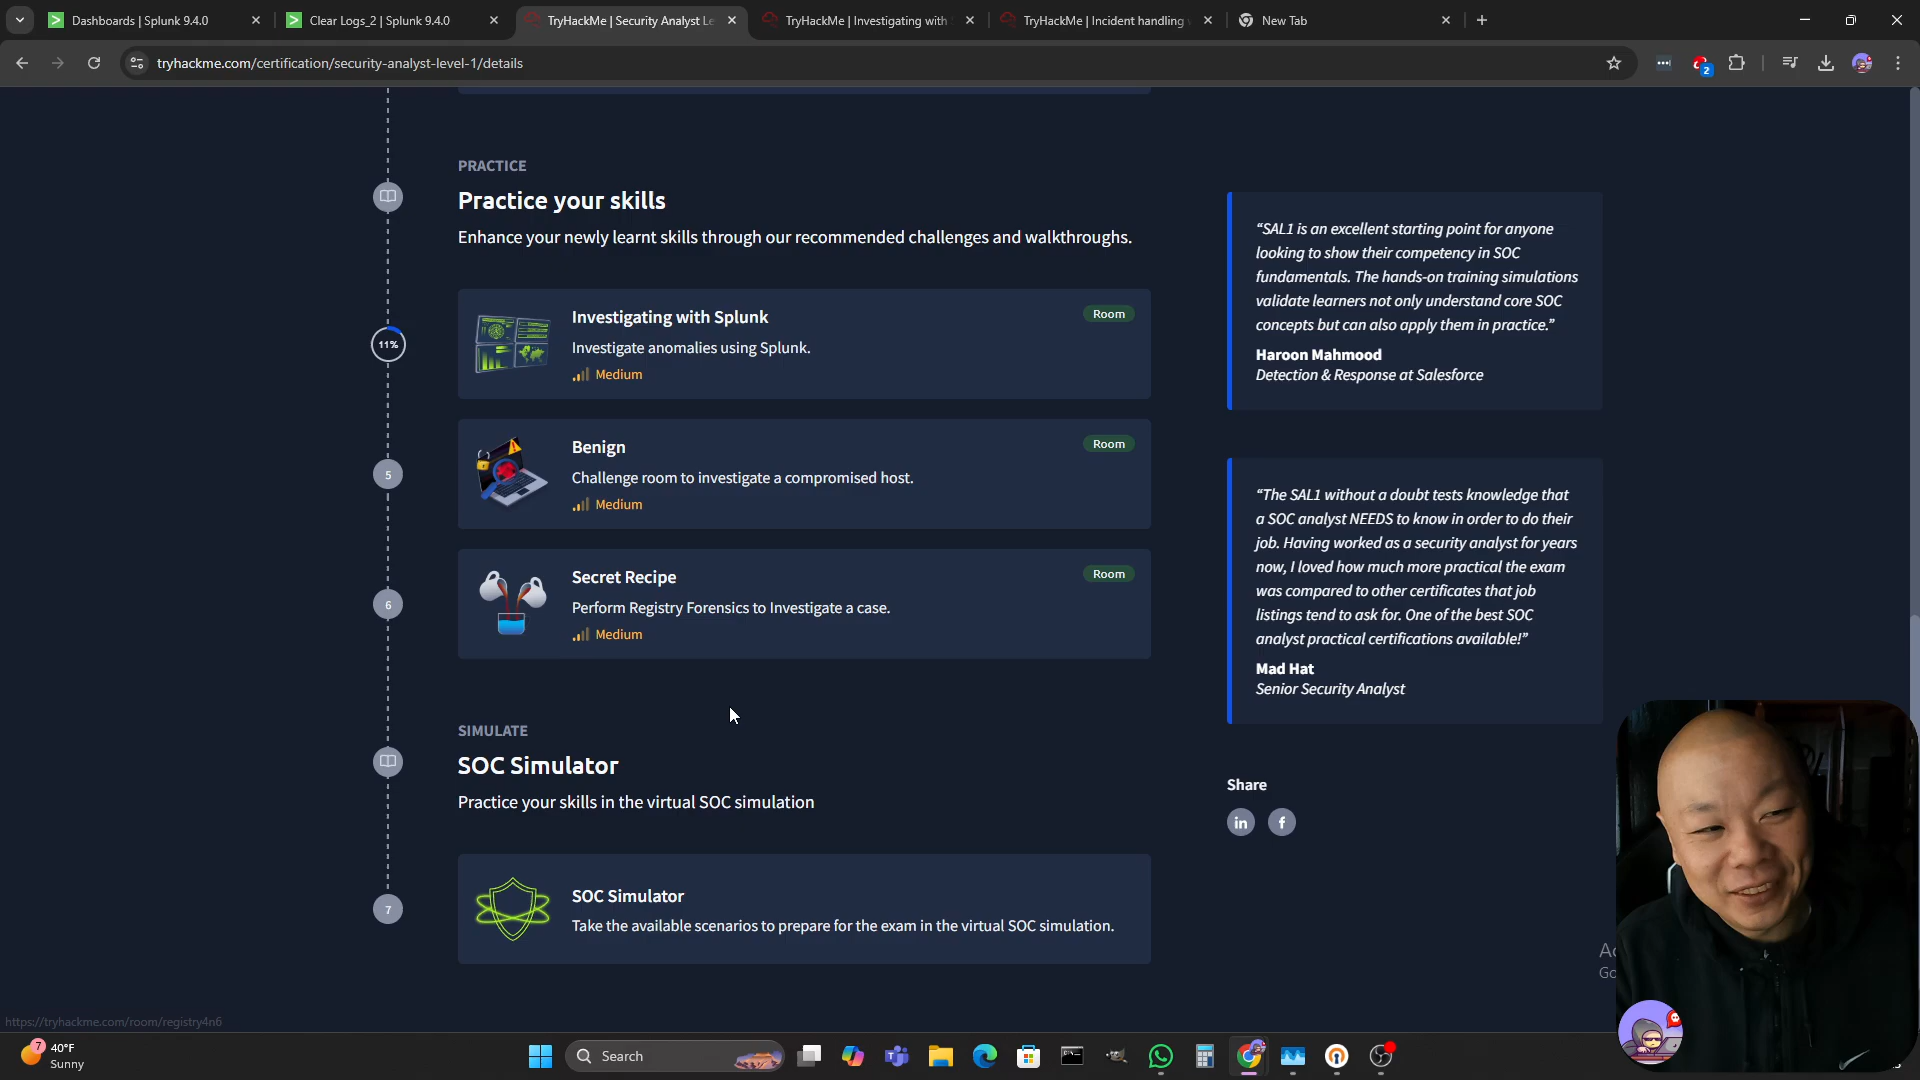 Dashboards | Splunk 9.4.0
Clear Logs_2 | Splunk 9.4.0
TryHackMe | Security Analyst Le
TryHackMe | Investigating with
TryHackMe | Incident handling
New Tab
tryhackme.com/certification/security-analyst-level-1/details
2
PRACTICE
Practice your skills
Enhance your newly learnt skills through our recommended challenges and walkthroughs.
11%
Investigating with Splunk
Room
Investigate anomalies using Splunk.
Medium
5
Benign
Room
Challenge room to investigate a compromised host.
Medium
6
Secret Recipe
Room
Perform Registry Forensics to Investigate a case.
Medium
SIMULATE
SOC Simulator
Practice your skills in the virtual SOC simulation
7
SOC Simulator
Take the available scenarios to prepare for the exam in the virtual SOC simulation.
“SAL1 is an excellent starting point for anyone
looking to show their competency in SOC
fundamentals. The hands-on training simulations
validate learners not only understand core SOC
concepts but can also apply them in practice.”
Haroon Mahmood
Detection & Response at Salesforce
“The SAL1 without a doubt tests knowledge that
a SOC analyst NEEDS to know in order to do their
job. Having worked as a security analyst for years
now, I loved how much more practical the exam
was compared to other certificates that job
listings tend to ask for. One of the best SOC
analyst practical certifications available!”
Mad Hat
Senior Security Analyst
Share
in
f
https://tryhackme.com/room/registry4n6
7
40°F
Sunny
Search